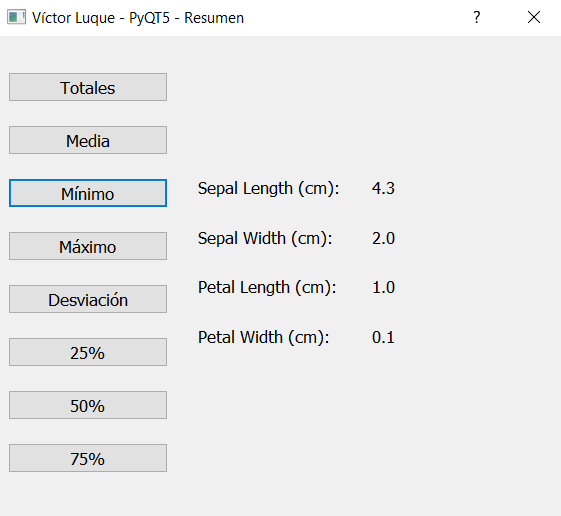 Víctor Luque - PyQT5 - Resumen
Totales
Media
Mínimo
Máximo
Desviación
25%
50%
75%
Sepal Length (cm): 4.3
Sepal Width (cm): 2.0
Petal Length (cm): 1.0
Petal Width (cm): 0.1